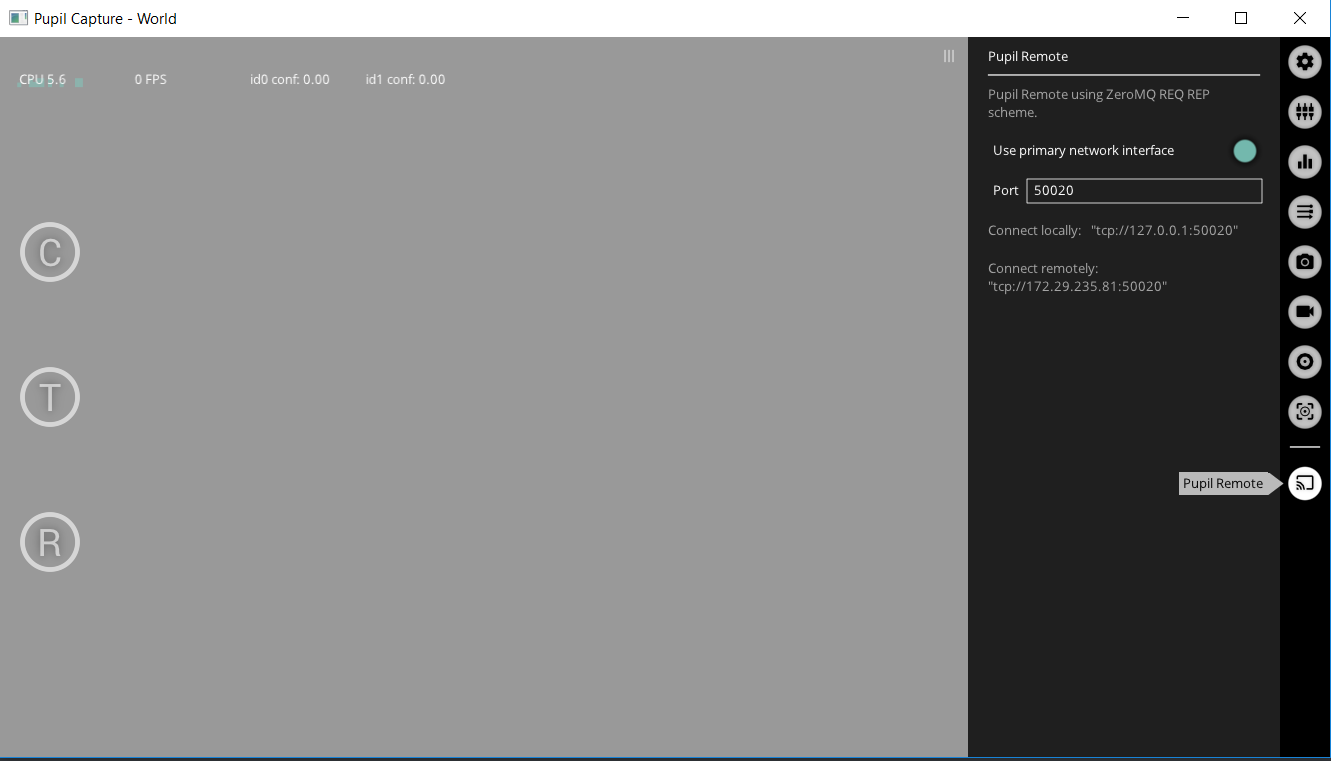 Pupil Capture - World
CPU 5.6 0 FPS id0 conf: 0.00 id1 conf: 0.00
C
T
R
Pupil Remote
Pupil Remote using ZeroMQ REQ REP
scheme.
Use primary network interface
Port 50020
Connect locally: "tcp://127.0.0.1:50020"
Connect remotely:
"tcp://172.29.235.81:50020"
Pupil Remote